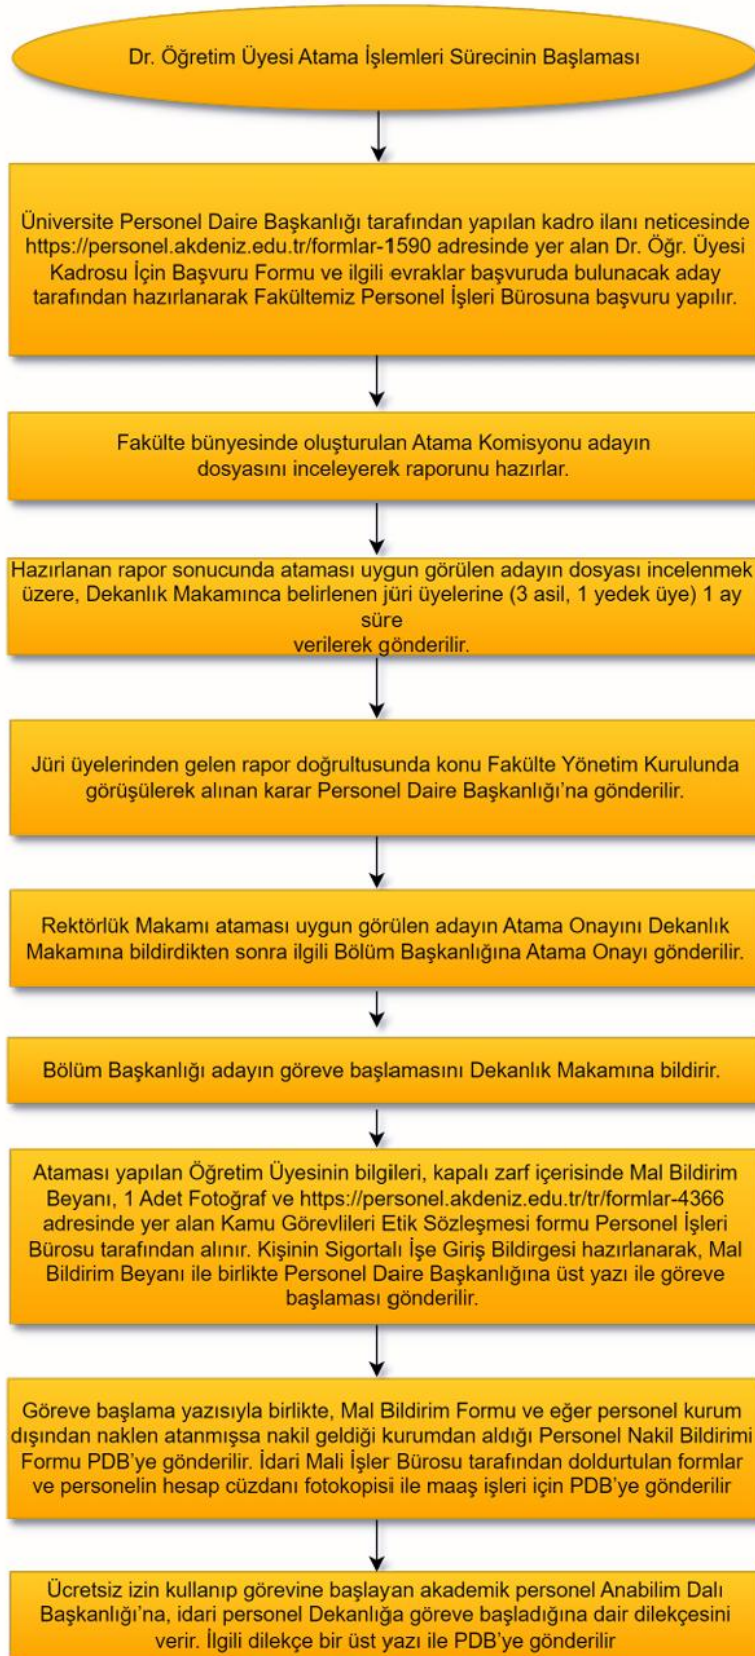 Dr. Öğretim Üyesi Atama İşlemleri Sürecinin Başlaması
Üniversite Personel Daire Başkanlığı tarafından yapılan kadro ilanı neticesinde
https://personel.akdeniz.edu.tr/formlar-1590 adresinde yer alan Dr. Öğr. Üyesi
Kadrosu İçin Başvuru Formu ve ilgili evraklar başvuruda bulunacak aday
tarafından hazırlanarak Fakültemiz Personel İşleri Bürosuna başvuru yapılır.
Fakülte bünyesinde oluşturulan Atama Komisyonu adayın
dosyasını inceleyerek raporunu hazırlar.
Hazırlanan rapor sonucunda ataması uygun görülen adayın dosyası incelenmek
üzere, Dekanlık Makamınca belirlenen jüri üyelerine (3 asil, 1 yedek üye) 1 ay
süre
verilerek gönderilir.
Jüri üyelerinden gelen rapor doğrultusunda konu Fakülte Yönetim Kurulunda
görüşülerek alınan karar Personel Daire Başkanlığı’na gönderilir.
Rektörlük Makamı ataması uygun görülen adayın Atama Onayını Dekanlık
Makamına bildirdikten sonra ilgili Bölüm Başkanlığına Atama Onayı gönderilir.
Bölüm Başkanlığı adayın göreve başlamasını Dekanlık Makamına bildirir.
Ataması yapılan Öğretim Üyesinin bilgileri, kapalı zarf içerisinde Mal Bildirim
Beyanı, 1 Adet Fotoğraf ve https://personel.akdeniz.edu.tr/tr/formlar-4366
adresinde yer alan Kamu Görevlileri Etik Sözleşmesi formu Personel İşleri
Bürosu tarafından alınır. Kişinin Sigortalı İşe Giriş Bildirgesi hazırlanarak, Mal
Bildirim Beyanı ile birlikte Personel Daire Başkanlığına üst yazı ile göreve
başlaması gönderilir.
Göreve başlama yazısıyla birlikte, Mal Bildirim Formu ve eğer personel kurum
dışından naklen atanmışsa nakil geldiği kurumdan aldığı Personel Nakil Bildirimi
Formu PDB’ye gönderilir. İdari Mali İşler Bürosu tarafından doldurtulan formlar
ve personelin hesap cüzdanı fotokopisi ile maaş işleri için PDB’ye gönderilir
Ücretsiz izin kullanıp görevine başlayan akademik personel Anabilim Dalı
Başkanlığı’na, idari personel Dekanlığa göreve başladığına dair dilekçesini
verir. İlgili dilekçe bir üst yazı ile PDB’ye gönderilir